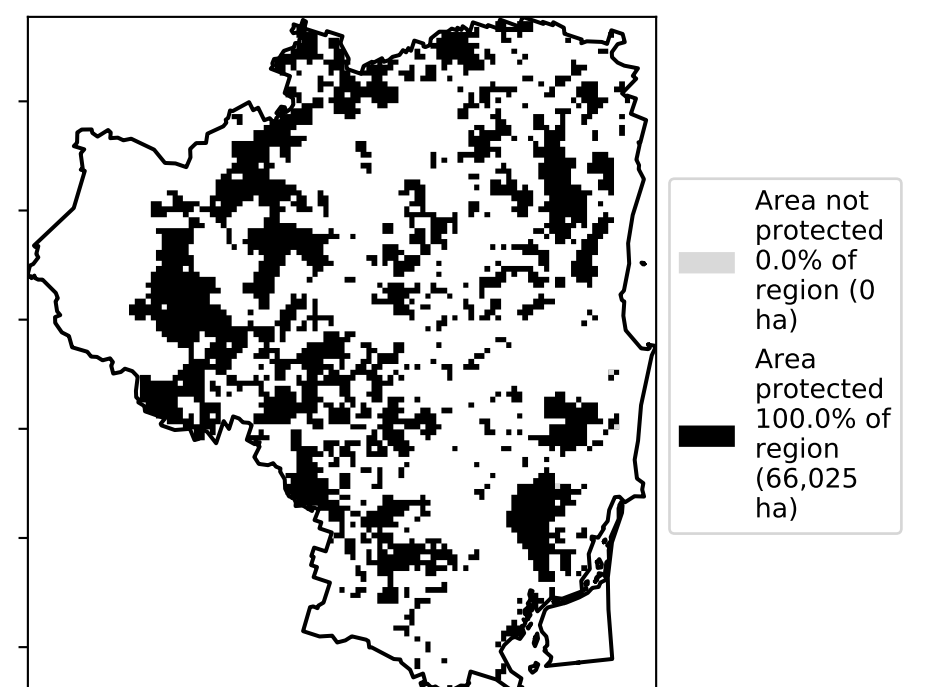 Area not
protected
0.0% of
region (0
ha)
Area
protected
100.0% of
region
(66,025
ha)